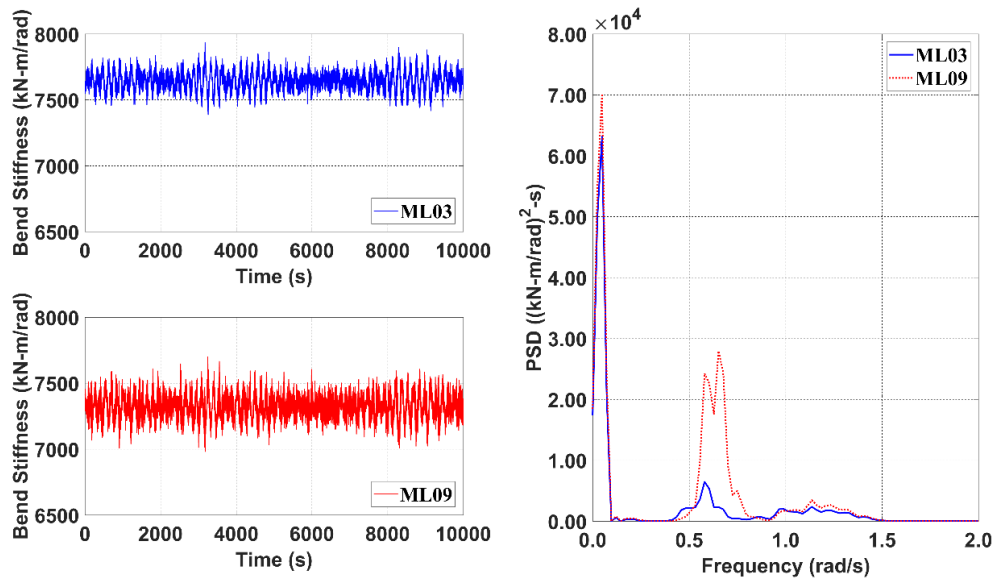 8000
7500
7000
6500
Bend Stiffness (kN-m/rad)
ML03
0 2000 4000 6000 8000 10000
Time (s)
8000
7500
7000
6500
Bend Stiffness (kN-m/rad)
ML09
0 2000 4000 6000 8000 10000
Time (s)
×10⁴
8.00
7.00
6.00
5.00
4.00
3.00
2.00
1.00
0.00
PSD ((kN-m/rad)²-s)
ML03
ML09
0.0 0.5 1.0 1.5 2.0
Frequency (rad/s)